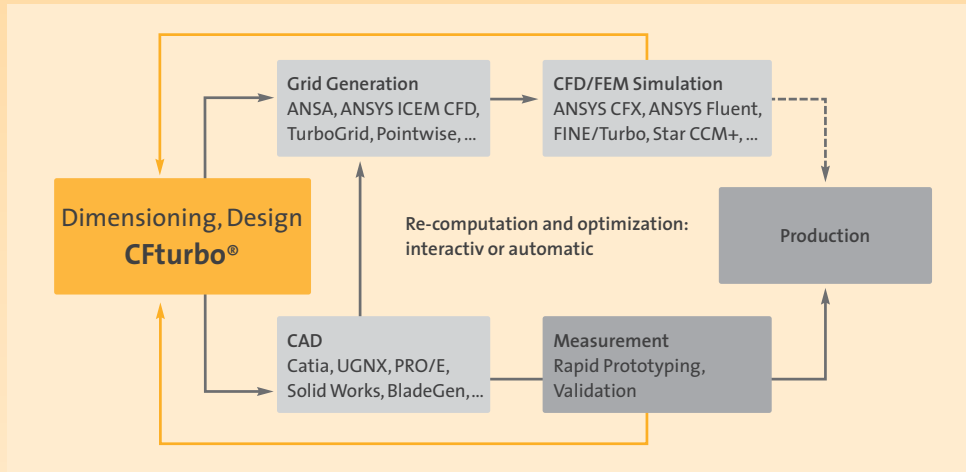 Grid Generation
ANSA, ANSYS ICEM CFD,
TurboGrid, Pointwise, ...
CFD/FEM Simulation
ANSYS CFX, ANSYS Fluent,
FINE/Turbo, Star CCM+, ...
Dimensioning, Design
CFturbo®
Re-computation and optimization:
interactiv or automatic
Production
CAD
Catia, UGNX, PRO/E,
Solid Works, BladeGen,...
Measurement
Rapid Prototyping,
Validation